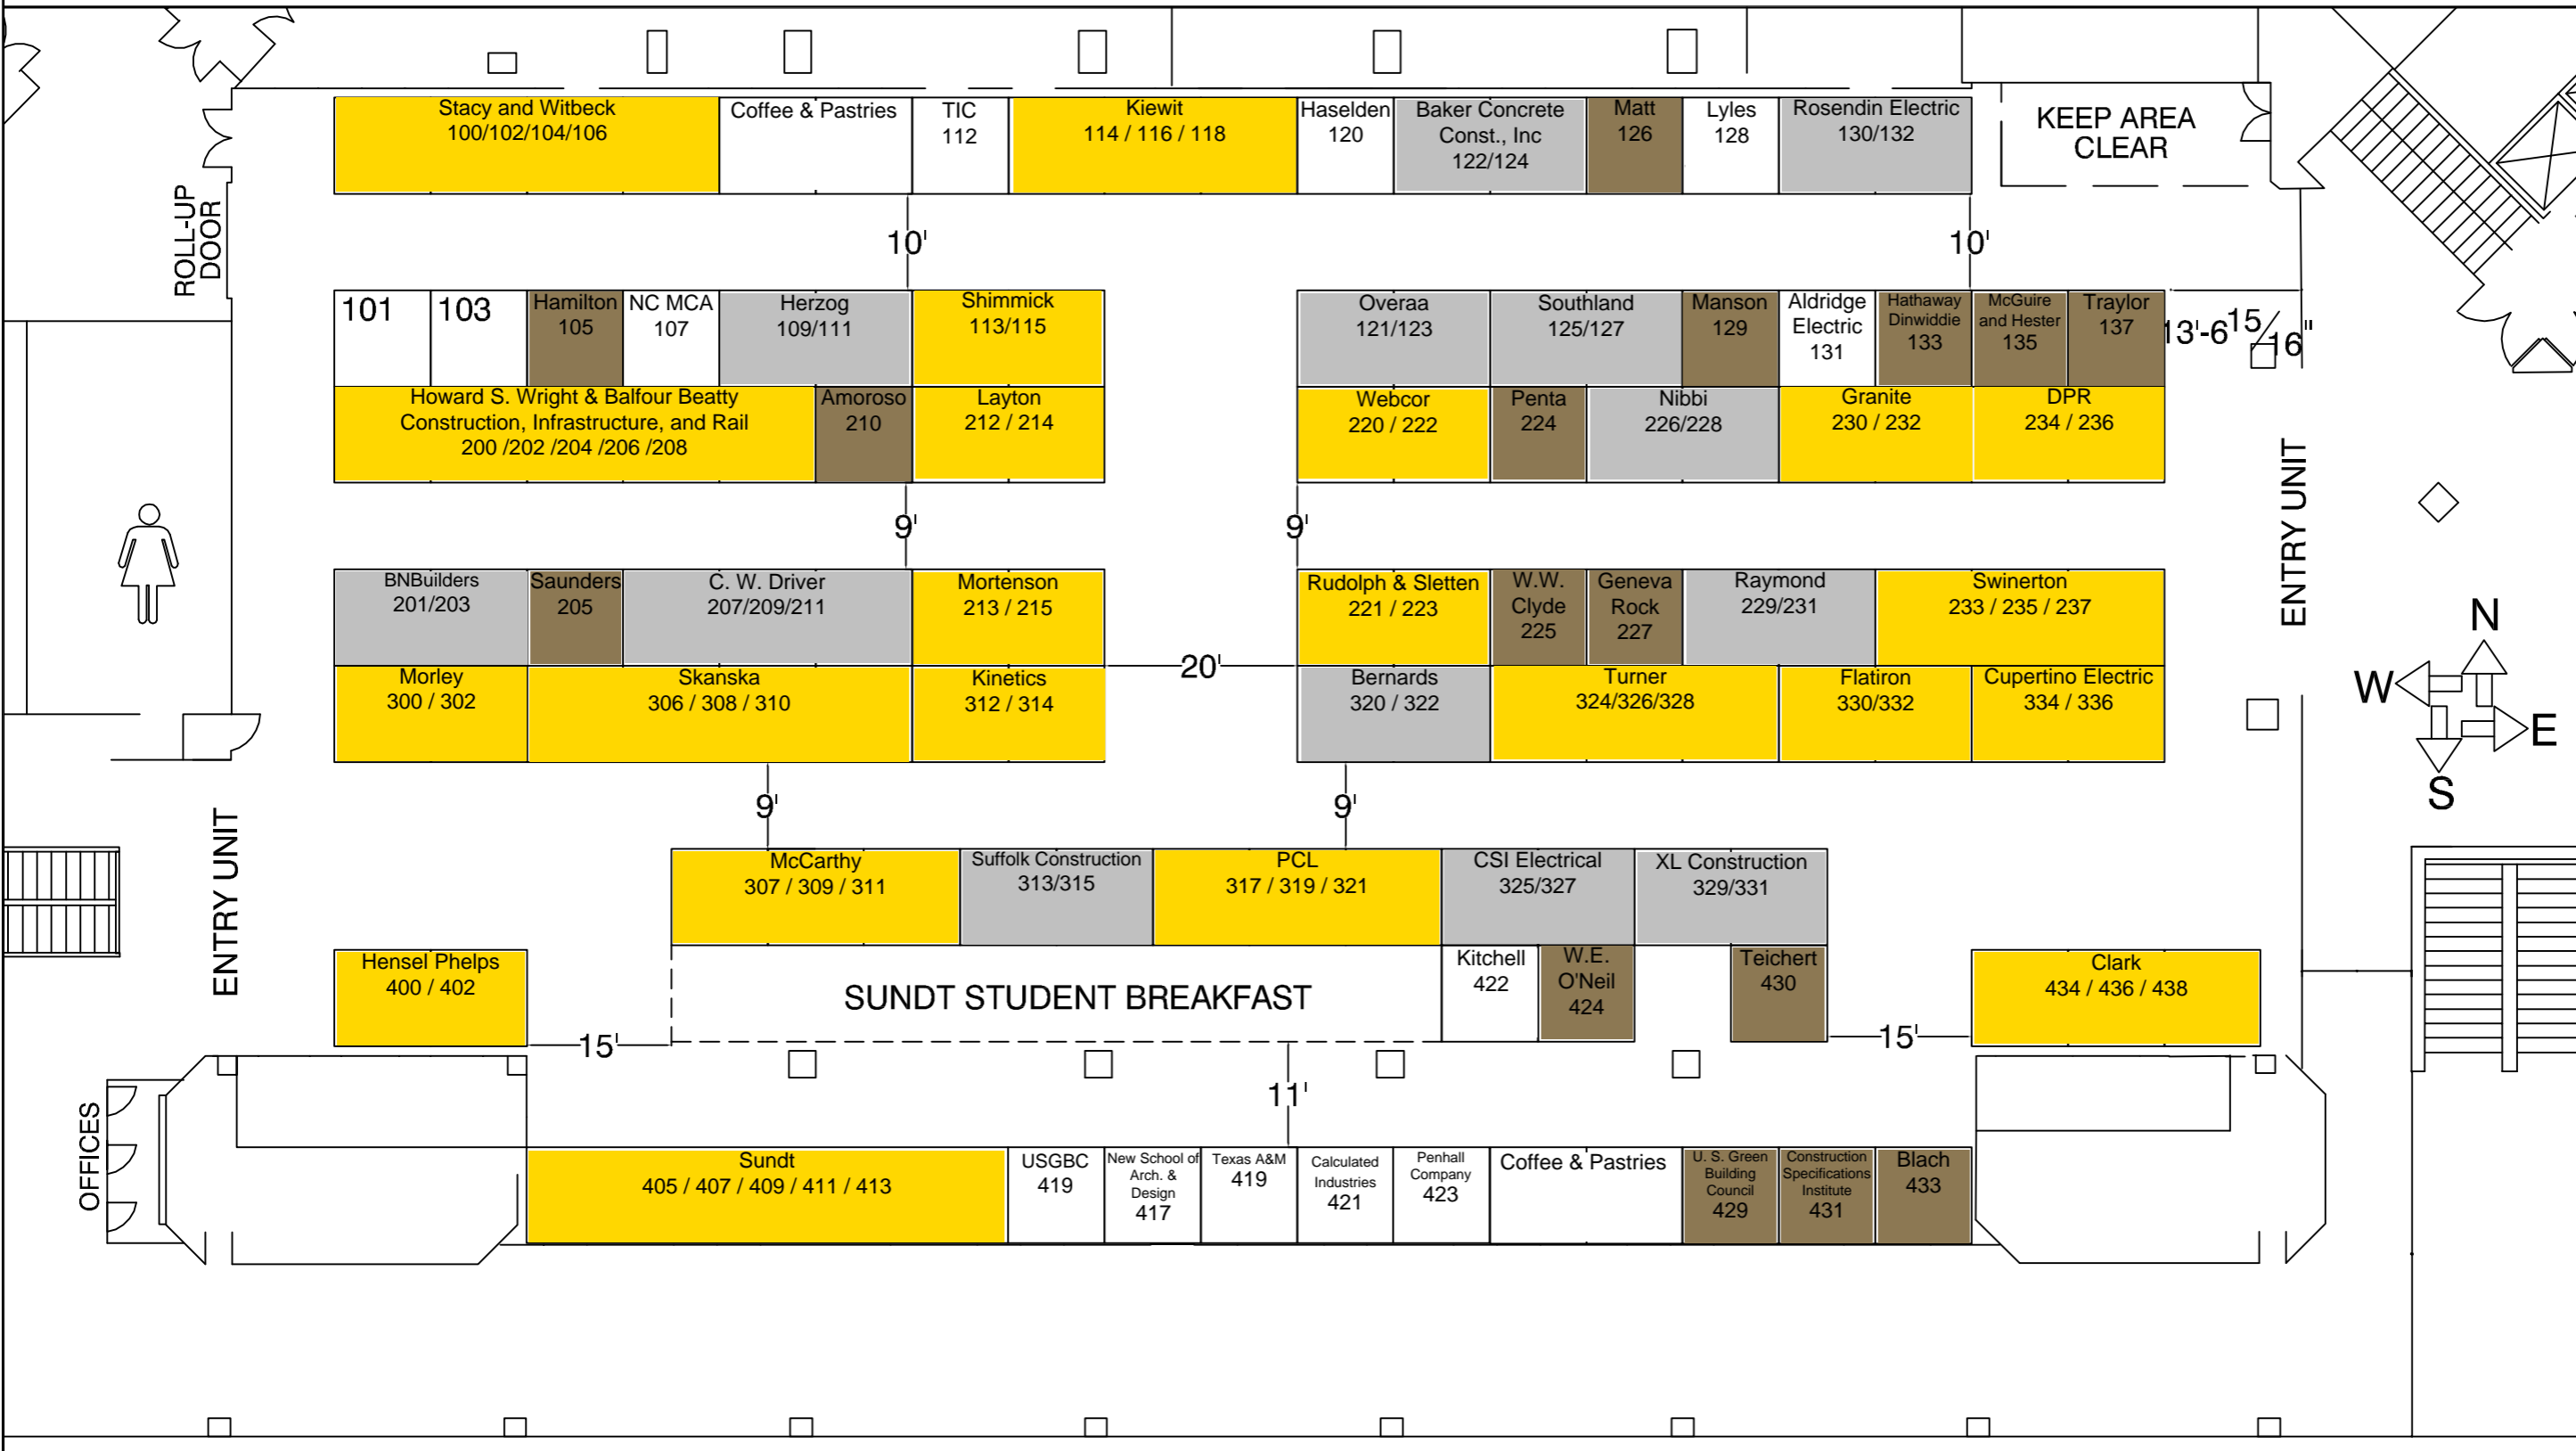 Stacy and Witbeck
100/102/104/106
Coffee & Pastries
TIC
112
Kiewit
114 / 116 / 118
Haselden
120
Baker Concrete
Const., Inc
122/124
Matt
126
Lyles
128
Rosendin Electric
130/132
KEEP AREA
CLEAR
ROLL-UP
DOOR
10'
10'
101
103
Hamilton
105
NC MCA
107
Herzog
109/111
Shimmick
113/115
Overaa
121/123
Southland
125/127
Manson
129
Aldridge
Electric
131
Hathaway
Dinwiddie
133
McGuire
and Hester
135
Traylor
137
13'-6 15/16"
Howard S. Wright & Balfour Beatty
Construction, Infrastructure, and Rail
200 /202 /204 /206 /208
Amoroso
210
Layton
212 / 214
Webcor
220 / 222
Penta
224
Nibbi
226/228
Granite
230 / 232
DPR
234 / 236
9'
9'
ENTRY UNIT
BNBuilders
201/203
Saunders
205
C. W. Driver
207/209/211
Mortenson
213 / 215
Rudolph & Sletten
221 / 223
W.W.
Clyde
225
Geneva
Rock
227
Raymond
229/231
Swinerton
233 / 235 / 237
20'
Morley
300 / 302
Skanska
306 / 308 / 310
Kinetics
312 / 314
Bernards
320 / 322
Turner
324/326/328
Flatiron
330/332
Cupertino Electric
334 / 336
N
W
E
S
9'
9'
ENTRY UNIT
McCarthy
307 / 309 / 311
Suffolk Construction
313/315
PCL
317 / 319 / 321
CSI Electrical
325/327
XL Construction
329/331
Hensel Phelps
400 / 402
SUNDT STUDENT BREAKFAST
Kitchell
422
W.E.
O'Neil
424
Teichert
430
Clark
434 / 436 / 438
15'
15'
11'
OFFICES
Sundt
405 / 407 / 409 / 411 / 413
USGBC
419
New School of
Arch. &
Design
417
Texas A&M
419
Calculated
Industries
421
Penhall
Company
423
Coffee & Pastries
U. S. Green
Building
Council
429
Construction
Specifications
Institute
431
Blach
433